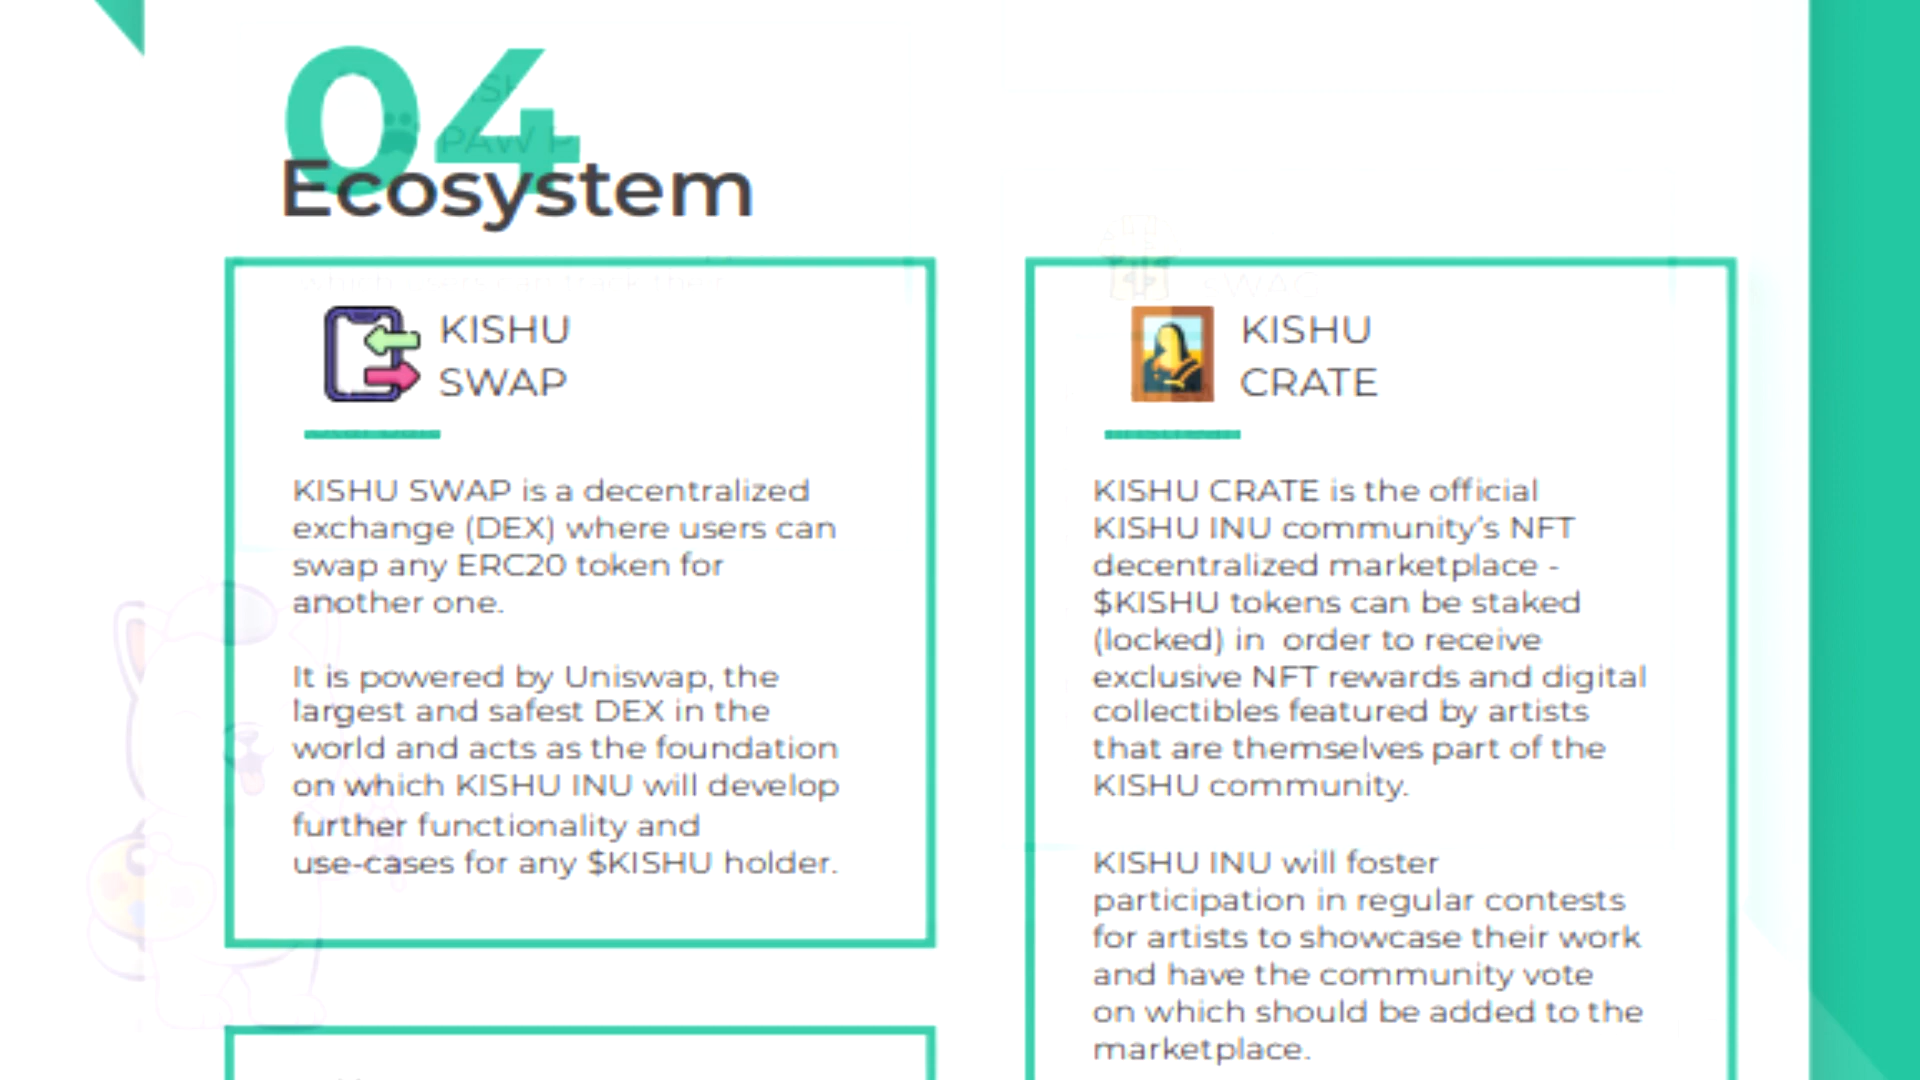 04
Ecosystem
KISHU
SWAP
KISHU SWAP is a decentralized
exchange (DEX) where users can
swap any ERC20 token for
another one.
It is powered by Uniswap, the
largest and safest DEX in the
world and acts as the foundation
on which KISHU INU will develop
further functionality and
use-cases for any $KISHU holder.
KISHU
CRATE
KISHU CRATE is the official
KISHU INU community's NFT
decentralized marketplace -
$KISHU tokens can be staked
(locked) in  order to receive
exclusive NFT rewards and digital
collectibles featured by artists
that are themselves part of the
KISHU community.
KISHU INU will foster
participation in regular contests
for artists to showcase their work
and have the community vote
on which should be added to the
marketplace.
PAW P
SWAG